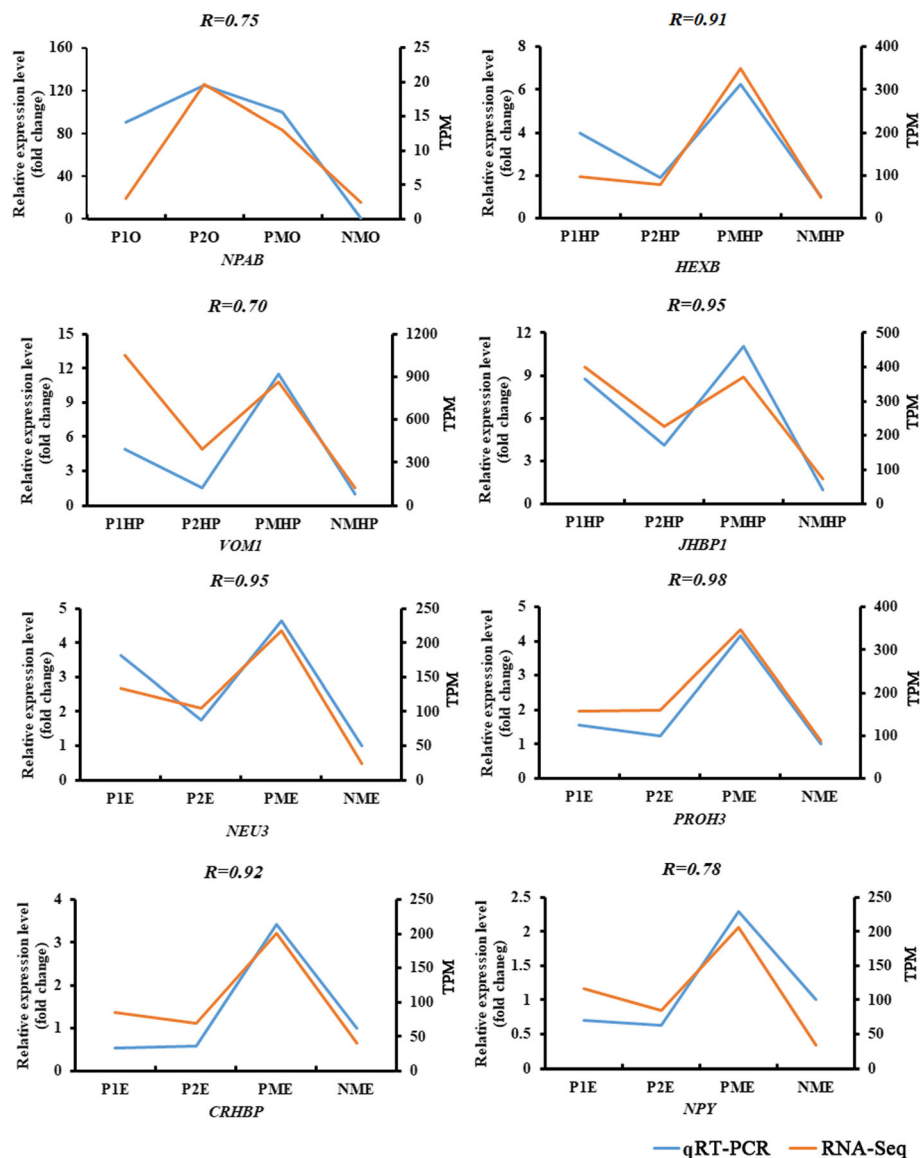 R=0.75
Relative expression level
(fold change)
160
120
80
40
0
25
20
15
10
5
0
TPM
P1O P2O PMO NMO
NPAB
R=0.91
Relative expression level
(fold change)
8
6
4
2
0
400
300
200
100
0
TPM
P1HP P2HP PMHP NMHP
HEXB
R=0.70
Relative expression level
(fold change)
15
12
9
6
3
0
1200
900
600
300
0
TPM
P1HP P2HP PMHP NMHP
VOM1
R=0.95
Relative expression level
(fold change)
12
9
6
3
0
500
400
300
200
100
0
TPM
P1HP P2HP PMHP NMHP
JHBP1
R=0.95
Relative expression level
(fold change)
5
4
3
2
1
0
250
200
150
100
50
0
TPM
P1E P2E PME NME
NEU3
R=0.98
Relative expression level
(fold change)
5
4
3
2
1
0
400
300
200
100
0
TPM
P1E P2E PME NME
PROH3
R=0.92
Relative expression level
(fold change)
4
3
2
1
0
250
200
150
100
50
0
TPM
P1E P2E PME NME
CRHBP
R=0.78
Relative expression level
(fold chaneg)
2.5
2
1.5
1
0.5
0
250
200
150
100
50
0
TPM
P1E P2E PME NME
NPY
qRT-PCR RNA-Seq